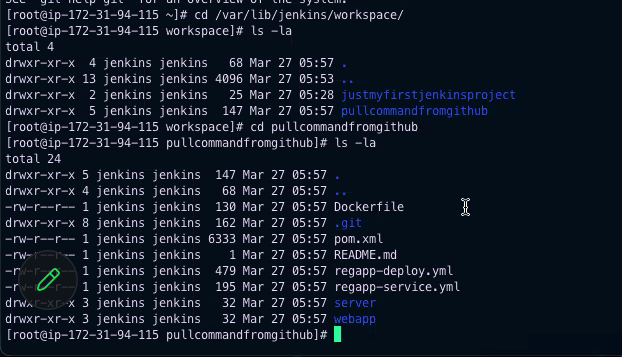 see 'git help git' for an overview of the system.
[root@ip-172-31-94-115 ~]# cd /var/lib/jenkins/workspace/
[root@ip-172-31-94-115 workspace]# ls -la
total 4
drwxr-xr-x  4 jenkins jenkins   68 Mar 27 05:57 .
drwxr-xr-x 13 jenkins jenkins 4096 Mar 27 05:53 ..
drwxr-xr-x  2 jenkins jenkins   25 Mar 27 05:28 justmyfirstjenkinsproject
drwxr-xr-x  5 jenkins jenkins  147 Mar 27 05:57 pullcommandfromgithub
[root@ip-172-31-94-115 workspace]# cd pullcommandfromgithub
[root@ip-172-31-94-115 pullcommandfromgithub]# ls -la
total 24
drwxr-xr-x 5 jenkins jenkins  147 Mar 27 05:57 .
drwxr-xr-x 4 jenkins jenkins   68 Mar 27 05:57 ..
-rw-r--r-- 1 jenkins jenkins  130 Mar 27 05:57 Dockerfile
drwxr-xr-x 8 jenkins jenkins  162 Mar 27 05:57 .git
-rw-r--r-- 1 jenkins jenkins 6333 Mar 27 05:57 pom.xml
-rw-r--r-- 1 jenkins jenkins    1 Mar 27 05:57 README.md
-rw-r--r-- 1 jenkins jenkins  479 Mar 27 05:57 regapp-deploy.yml
-rw-r--r-- 1 jenkins jenkins  195 Mar 27 05:57 regapp-service.yml
drwxr-xr-x 3 jenkins jenkins   32 Mar 27 05:57 server
drwxr-xr-x 3 jenkins jenkins   32 Mar 27 05:57 webapp
[root@ip-172-31-94-115 pullcommandfromgithub]#